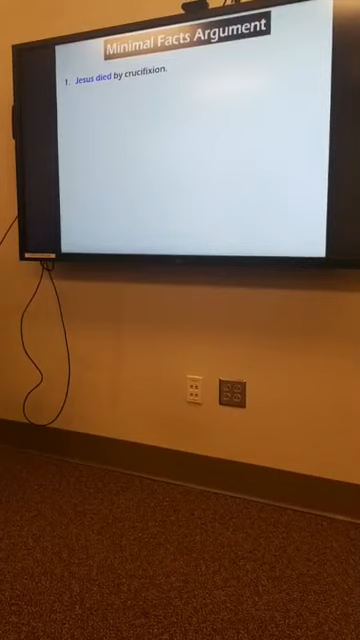 Minimal Facts Argument
1. Jesus died by crucifixion.